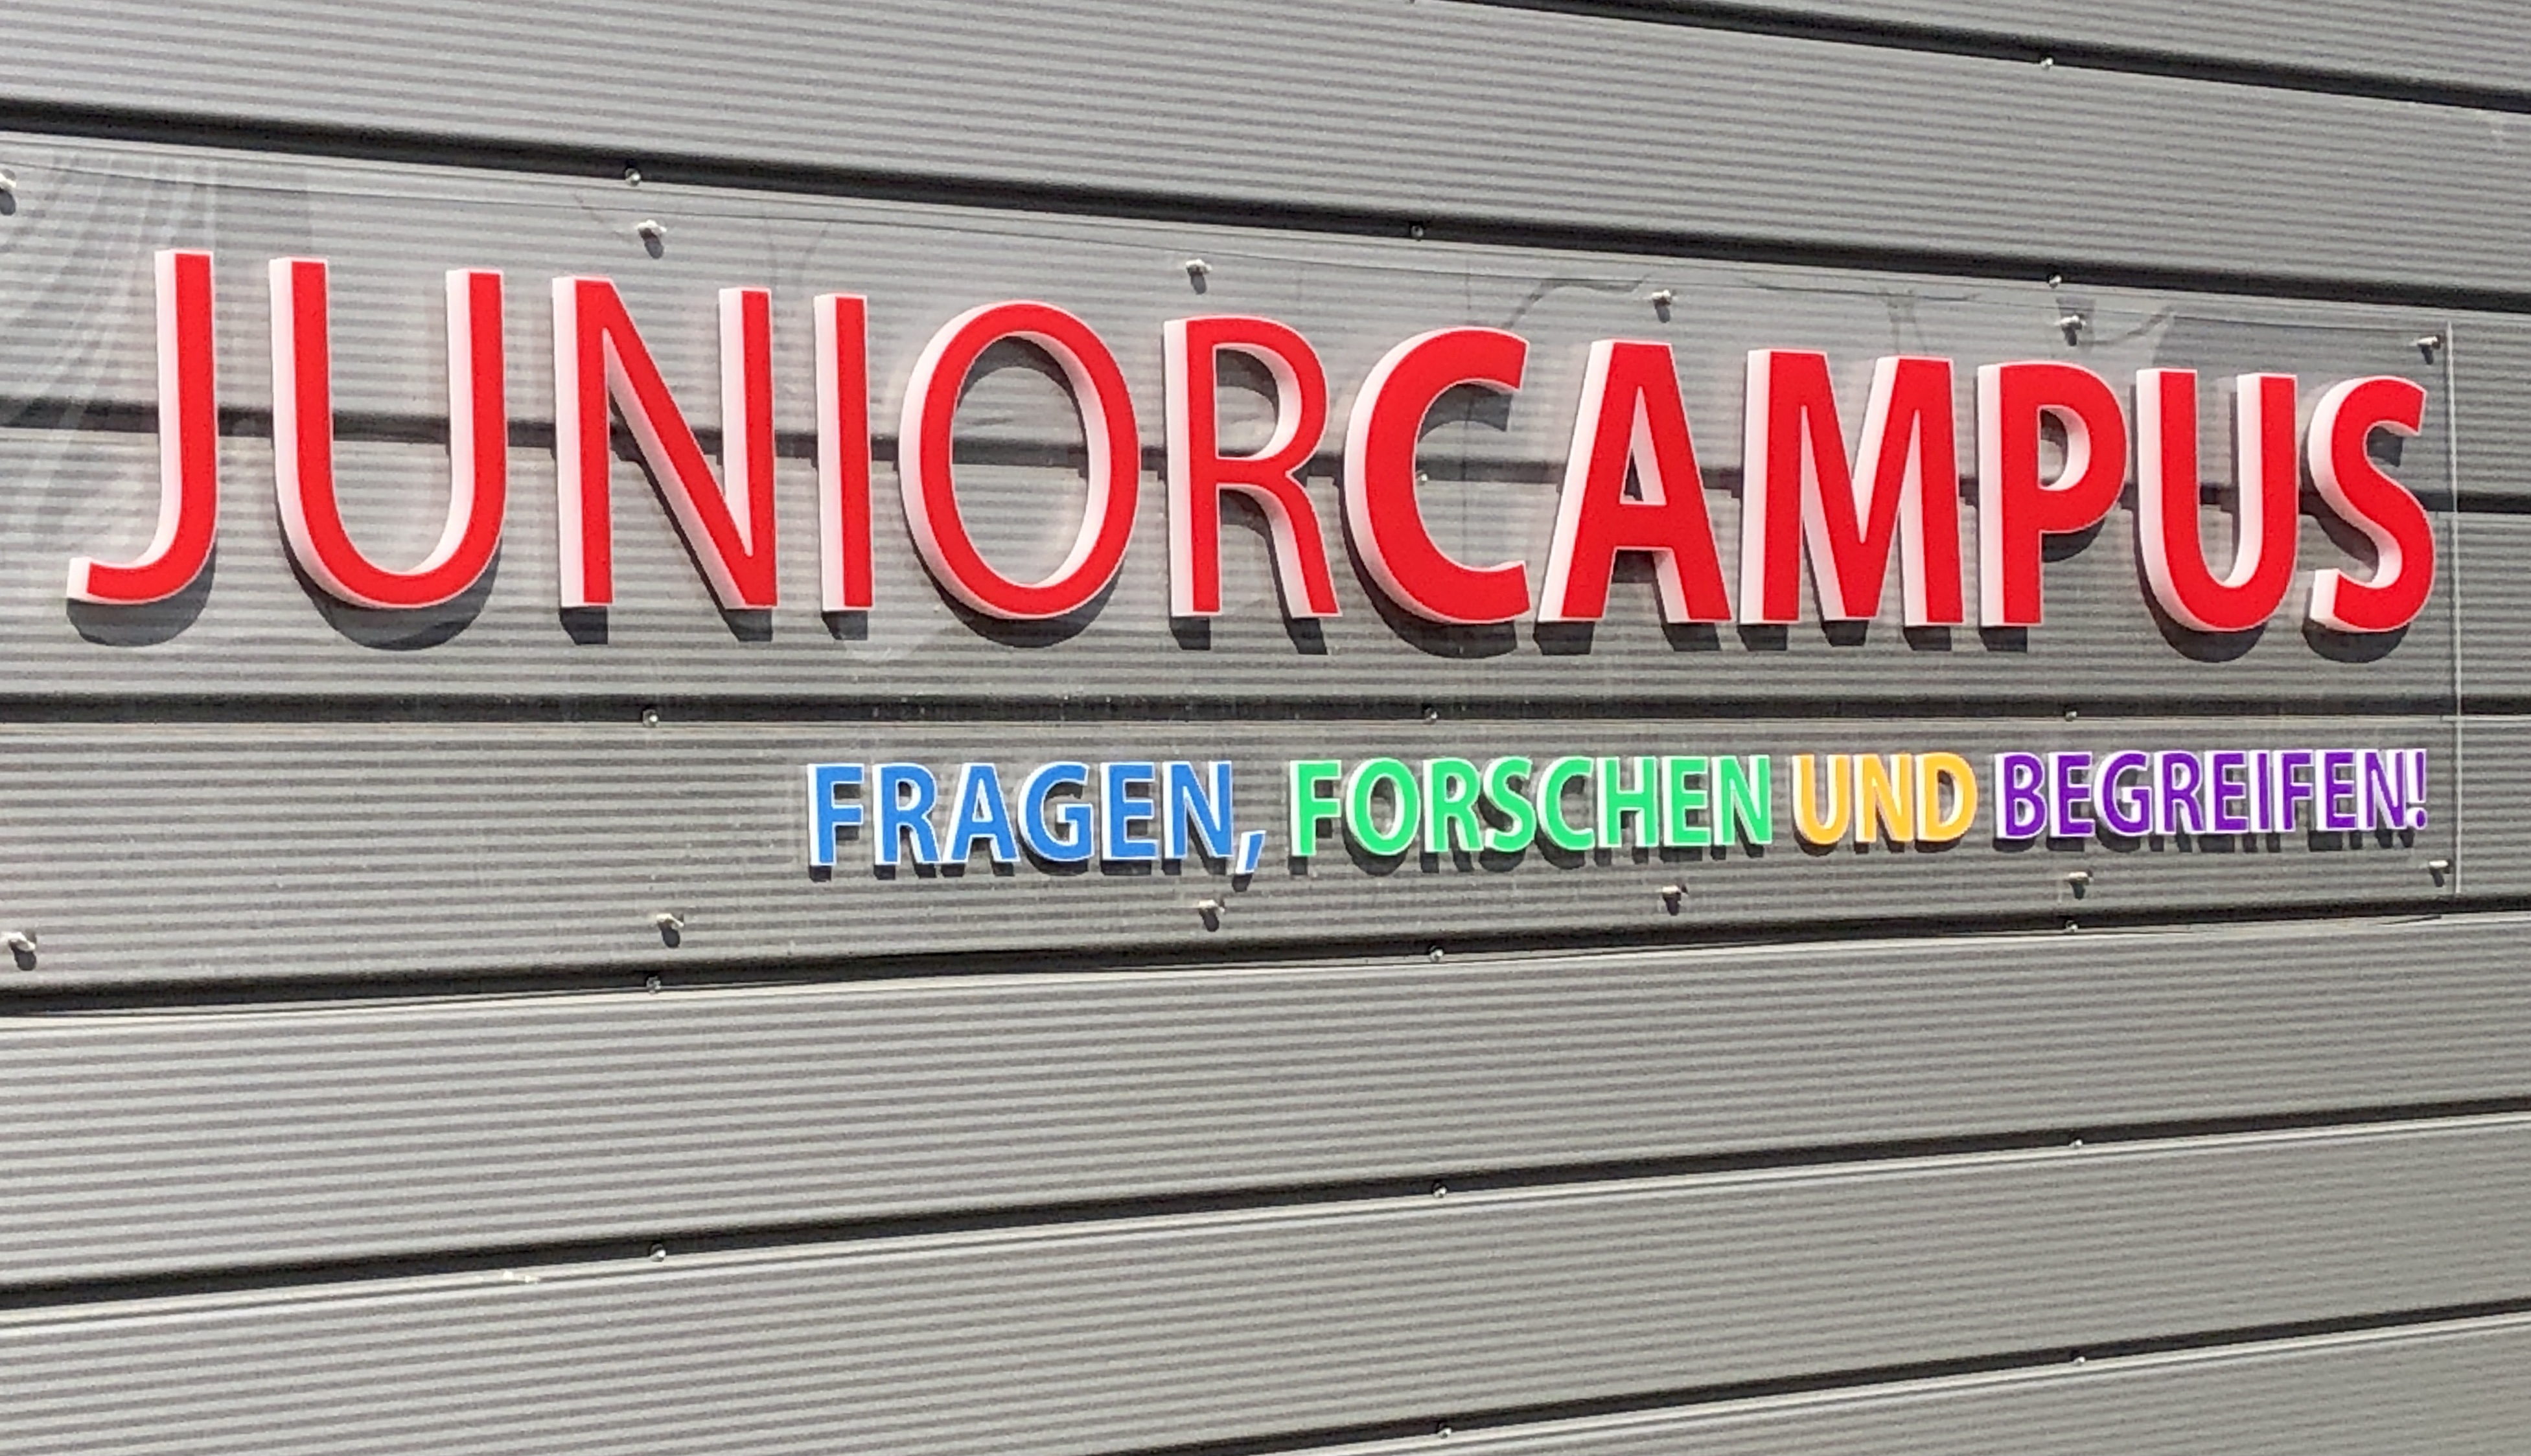 JUNIORCAMPUS
FRAGEN, FORSCHEN UND BEGREIFEN!